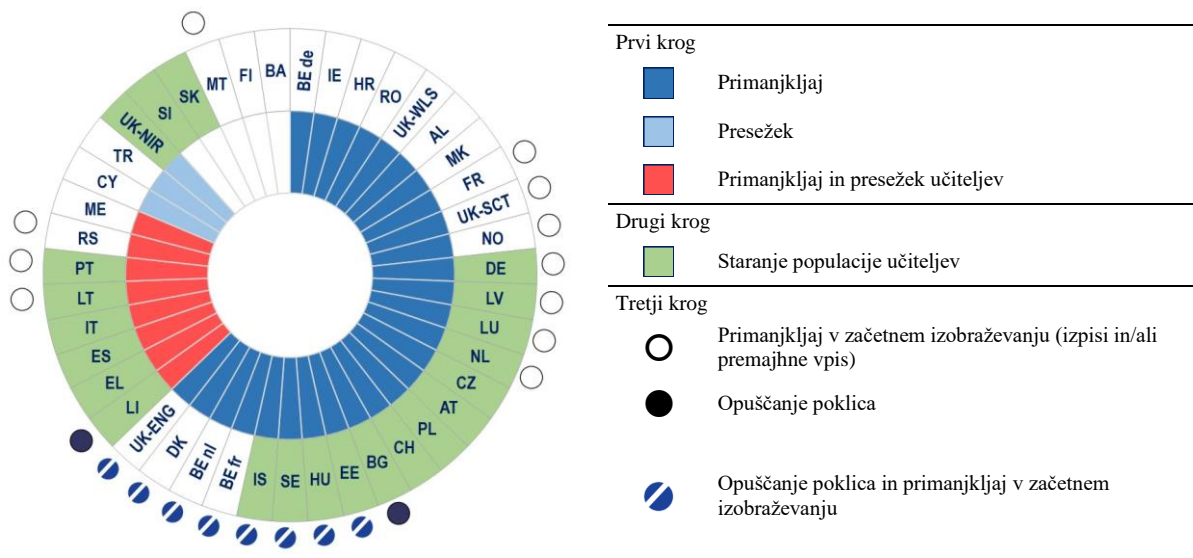 BE de
IE
HR
RO
UK-WLS
AL
MK
FR
UK-SCT
NO
DE
LV
LU
NL
CZ
AT
PL
CH
BG
EE
HU
SE
IS
BE fr
BE nl
DK
UK-ENG
LI
EL
ES
IT
LT
PT
RS
ME
CY
TR
UK-NIR
SI
SK
MT
FI
BA
Prvi krog
Primanjkljaj
Presežek
Primanjkljaj in presežek učiteljev
Drugi krog
Staranje populacije učiteljev
Tretji krog
Primanjkljaj v začetnem izobraževanju (izpisi in/ali
premajhne vpis)
Opuščanje poklica
Opuščanje poklica in primanjkljaj v začetnem
izobraževanju